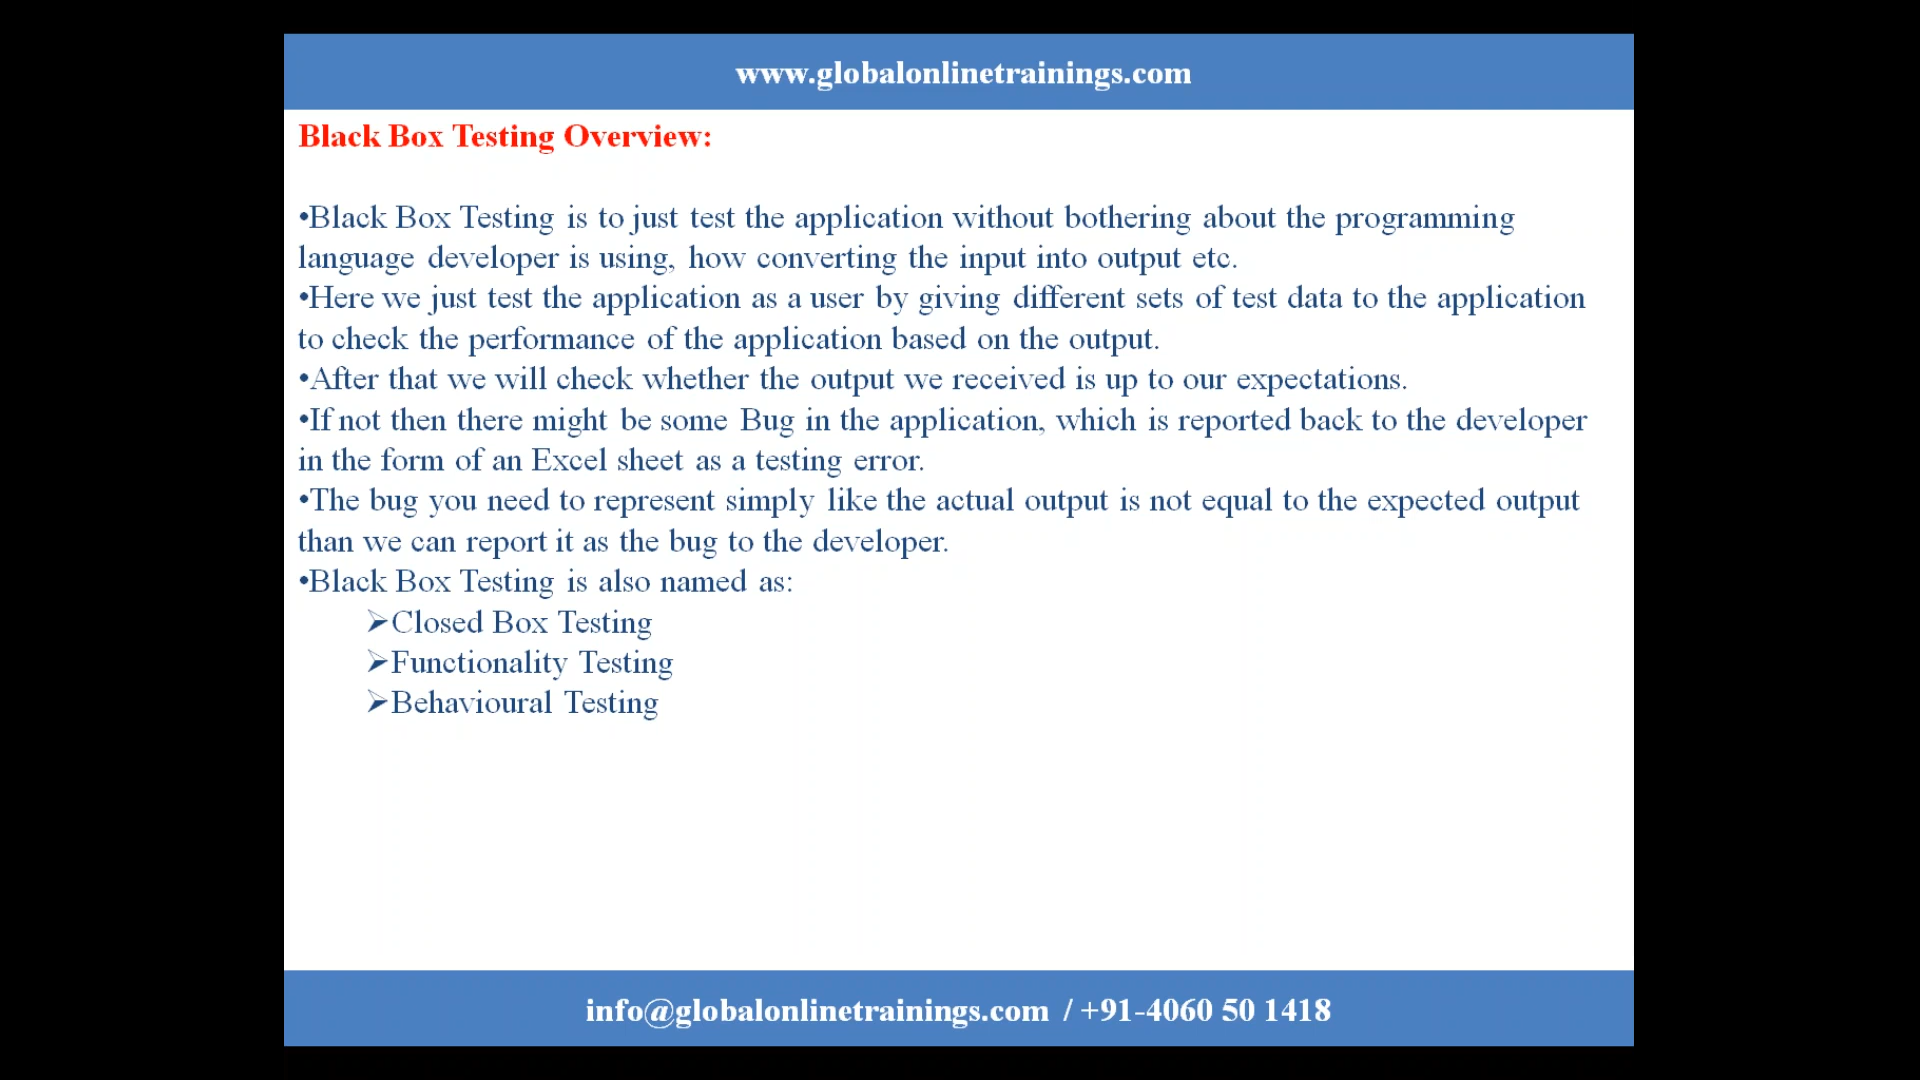 www.globalonlinetrainings.com
Black Box Testing Overview:
•Black Box Testing is to just test the application without bothering about the programming
language developer is using, how converting the input into output etc.
•Here we just test the application as a user by giving different sets of test data to the application
to check the performance of the application based on the output.
•After that we will check whether the output we received is up to our expectations.
•If not then there might be some Bug in the application, which is reported back to the developer
in the form of an Excel sheet as a testing error.
•The bug you need to represent simply like the actual output is not equal to the expected output
than we can report it as the bug to the developer.
•Black Box Testing is also named as:
➢Closed Box Testing
➢Functionality Testing
➢Behavioural Testing
info@globalonlinetrainings.com / +91-4060 50 1418